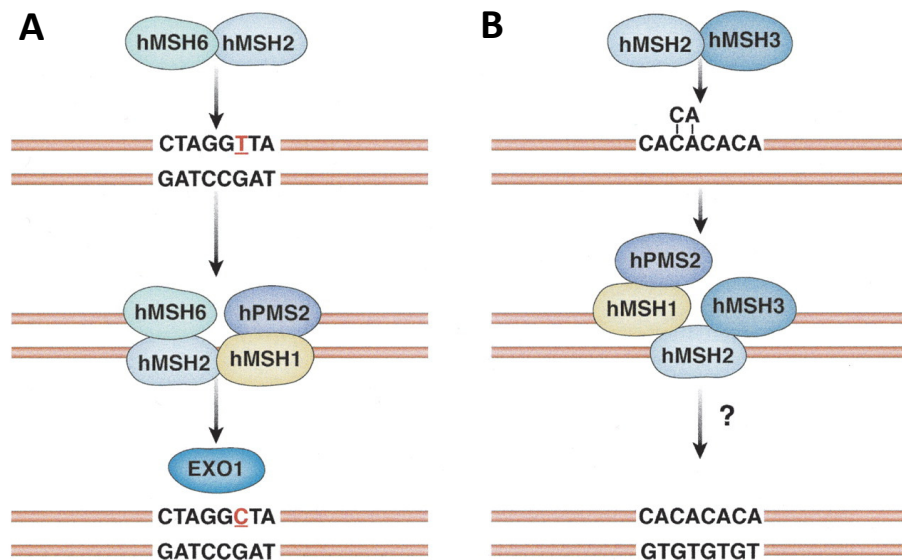 A
hMSH6 hMSH2
CTAGGTTA
GATCCGAT
hMSH6 hPMS2
hMSH2 hMSH1
EXO1
CTAGGCTA
GATCCGAT
B
hMSH2 hMSH3
CA
CACACACA
hPMS2
hMSH1 hMSH3
hMSH2
?
CACACACA
GTGTGTGT